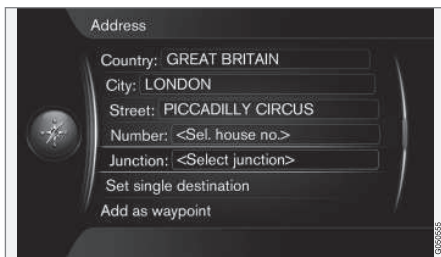 Address
Country: GREAT BRITAIN
City: LONDON
Street: PICCADILLY CIRCUS
Number: <Sel. house no.>
Junction: <Select junction>
Set single destination
Add as waypoint
G050555